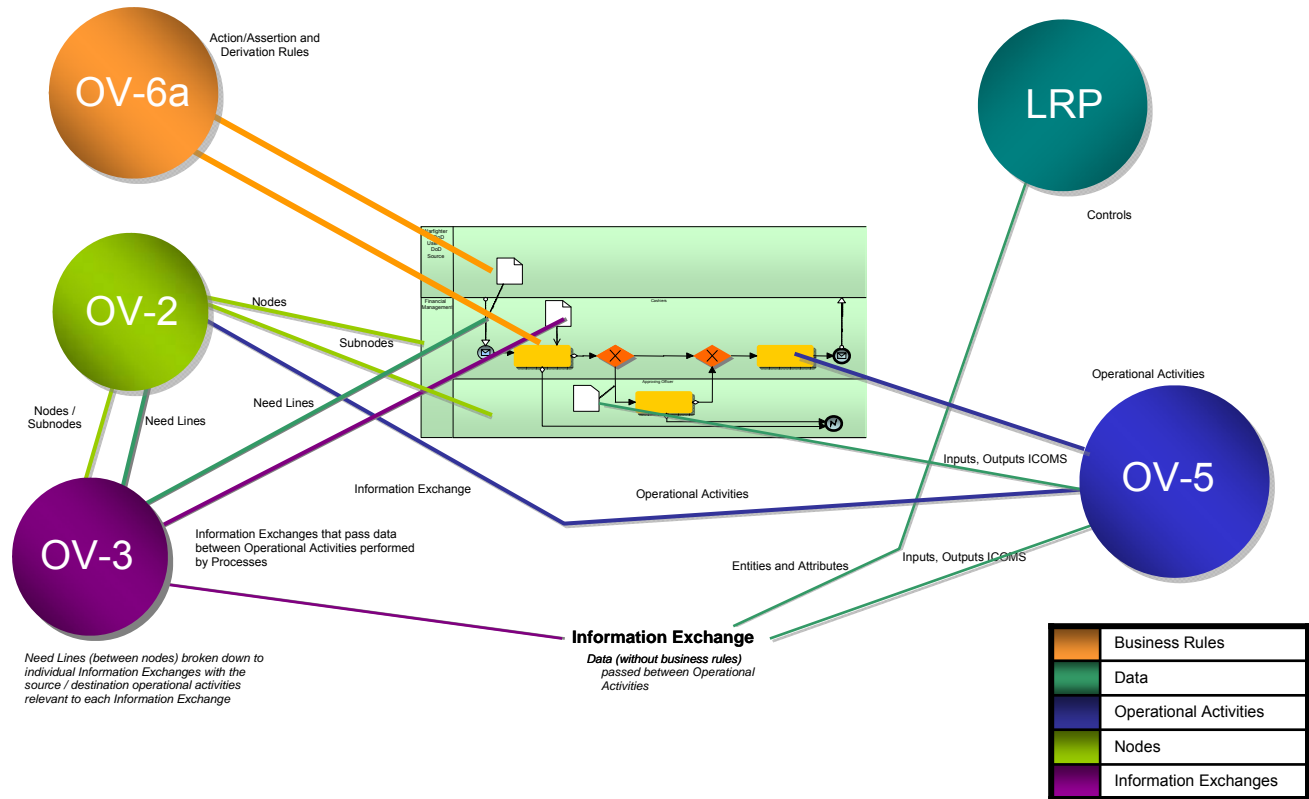 Action/Assertion and
Derivation Rules
OV-6a
LRP
Controls
DoD
Source
Financial
Management
Controls
Approving Officer
OV-2
Nodes
Subnodes
Nodes /
Subnodes
Need Lines
Need Lines
Information Exchange
Operational Activities
Operational Activities
Inputs, Outputs ICOMS
OV-5
OV-3
Information Exchanges that pass data
between Operational Activities performed
by Processes
Entities and Attributes
Inputs, Outputs ICOMS
Information Exchange
Data (without business rules)
passed between Operational
Activities
Need Lines (between nodes) broken down to
individual Information Exchanges with the
source / destination operational activities
relevant to each Information Exchange
Business Rules
Data
Operational Activities
Nodes
Information Exchanges